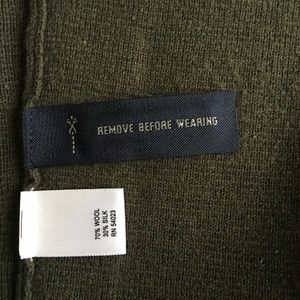 REMOVE BEFORE WEARING
70% WOOL
30% SILK
RN 54023